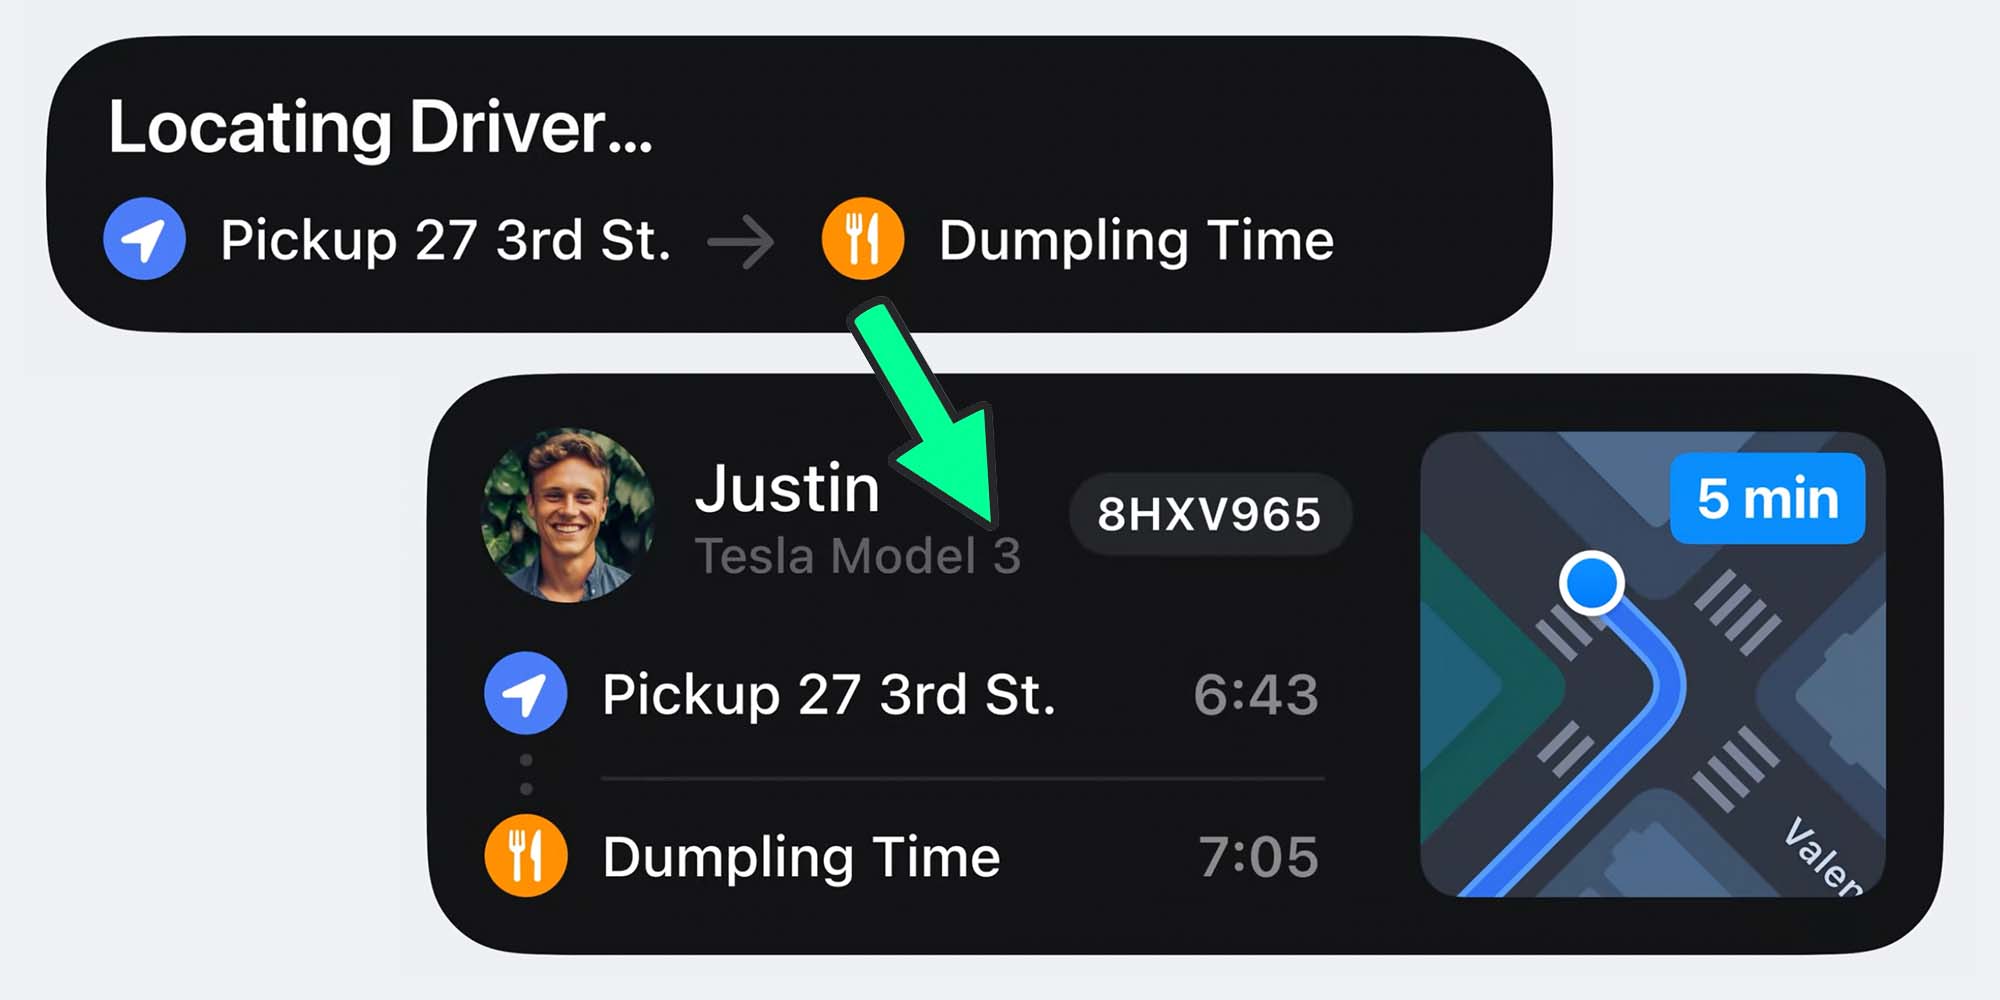 Locating Driver...
Pickup 27 3rd St. → Dumpling Time
Justin
Tesla Model 3
8HXV965
5 min
Pickup 27 3rd St. 6:43
Dumpling Time 7:05
Valen